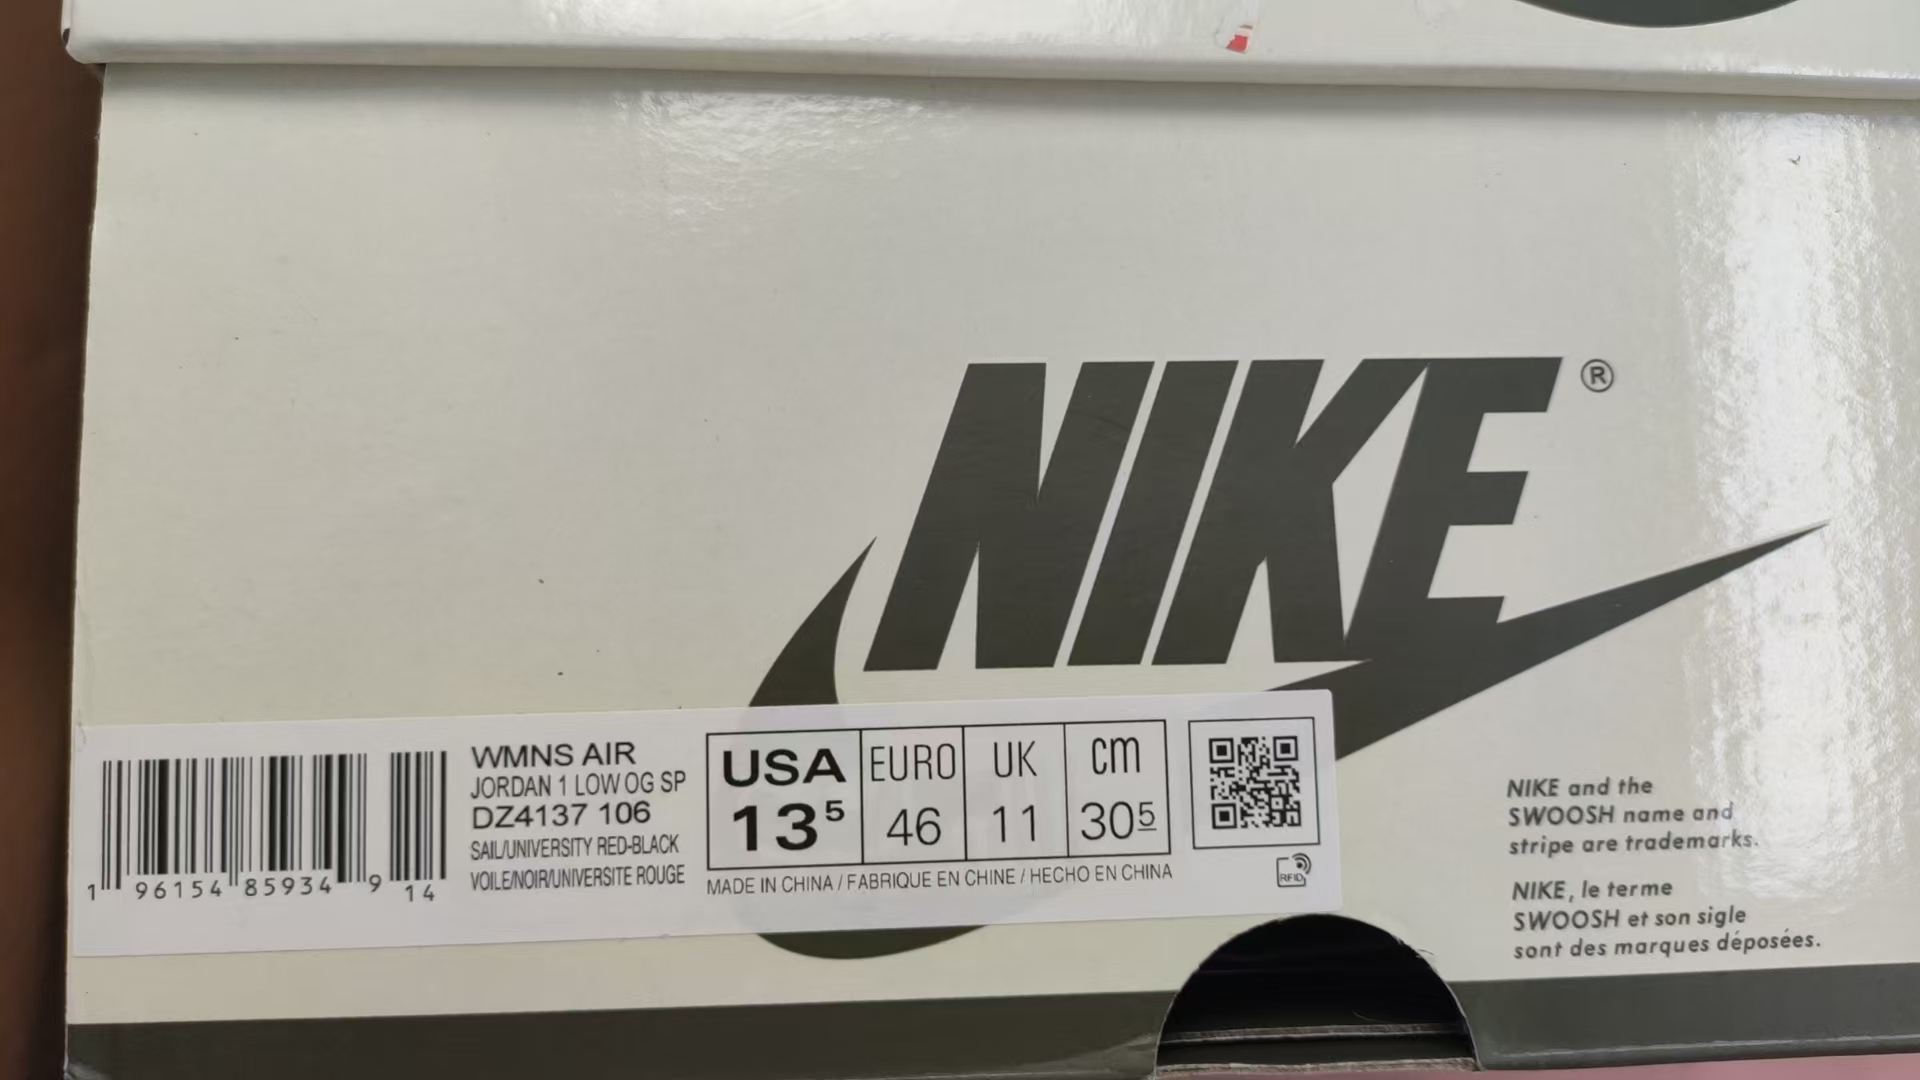 NIKE®
WMNS AIR
JORDAN 1 LOW OG SP
DZ4137 106
SAIL/UNIVERSITY RED-BLACK
VOILE/NOIR/UNIVERSITE ROUGE
1 96154 85934 9 14
USA EURO UK cm
13⁵ 46 11 30⁵
MADE IN CHINA / FABRIQUE EN CHINE / HECHO EN CHINA
RFID
NIKE and the
SWOOSH name and
stripe are trademarks.
NIKE, le terme
SWOOSH et son sigle
sont des marques déposées.